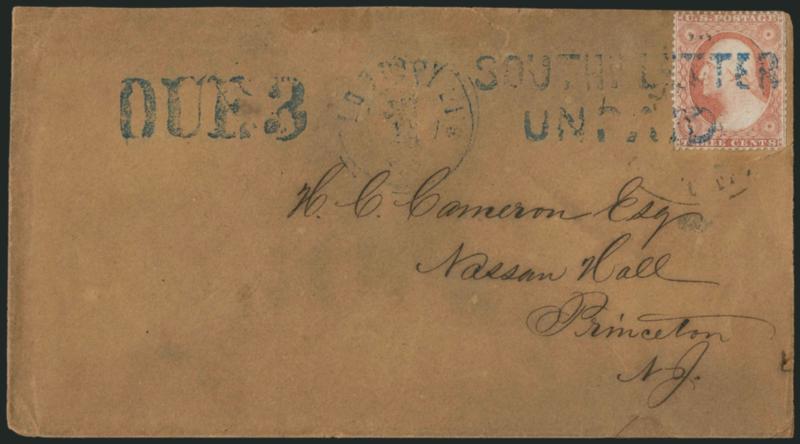 U.S. POSTAGE
SOUTHn. LETTER
DUE.3
UNPAID
THREE CENTS
H. C. Cameron Esq
Nassau Hall
Princeton
N.J.